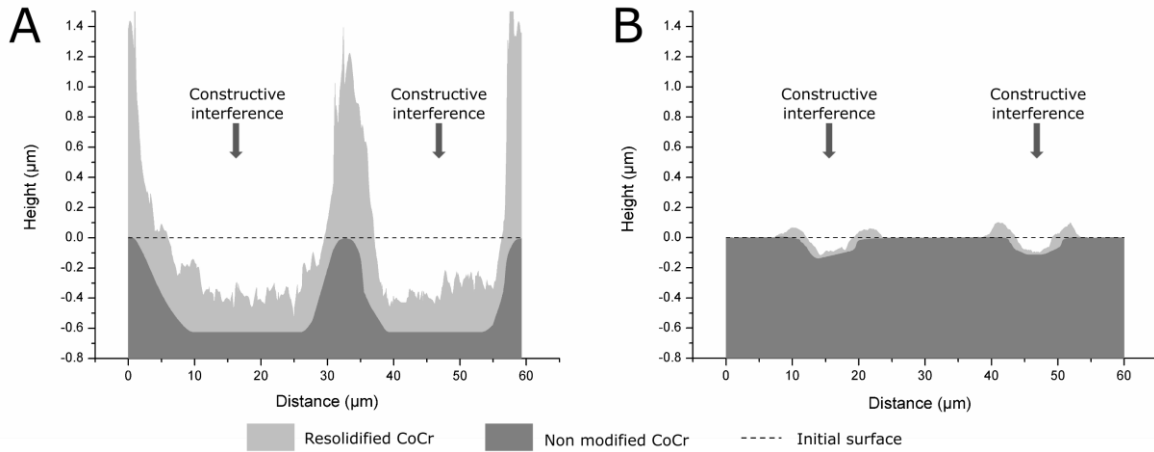 A
B
1.4
1.2
1.0
0.8
0.6
0.4
0.2
0.0
-0.2
-0.4
-0.6
-0.8
Height (μm)
0
10
20
30
40
50
60
Distance (μm)
Constructive
interference
Constructive
interference
1.4
1.2
1.0
0.8
0.6
0.4
0.2
0.0
-0.2
-0.4
-0.6
-0.8
Height (μm)
0
10
20
30
40
50
60
Distance (μm)
Constructive
interference
Constructive
interference
Resolidified CoCr
Non modified CoCr
Initial surface